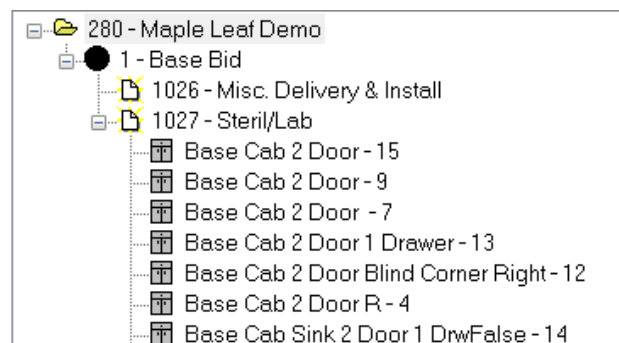 280 - Maple Leaf Demo
1 - Base Bid
1026 - Misc. Delivery & Install
1027 - Steril/Lab
Base Cab 2 Door - 15
Base Cab 2 Door - 9
Base Cab 2 Door  - 7
Base Cab 2 Door 1 Drawer - 13
Base Cab 2 Door Blind Corner Right - 12
Base Cab 2 Door R - 4
Base Cab Sink 2 Door 1 DrwFalse - 14